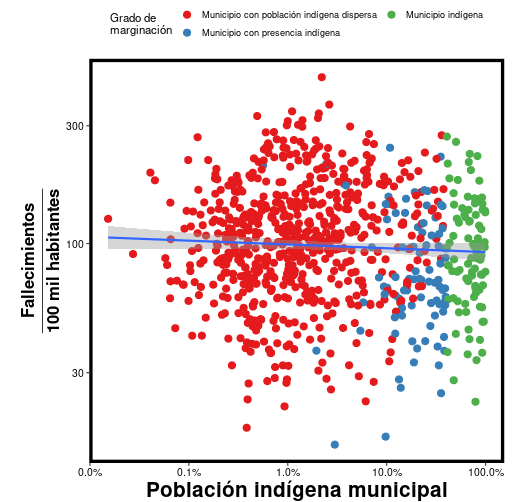 Grado de
marginación
Municipio con población indígena dispersa
Municipio indígena
Municipio con presencia indígena
Fallecimientos
100 mil habitantes
300
100
30
0.0%
0.1%
1.0%
10.0%
100.0%
Población indígena municipal